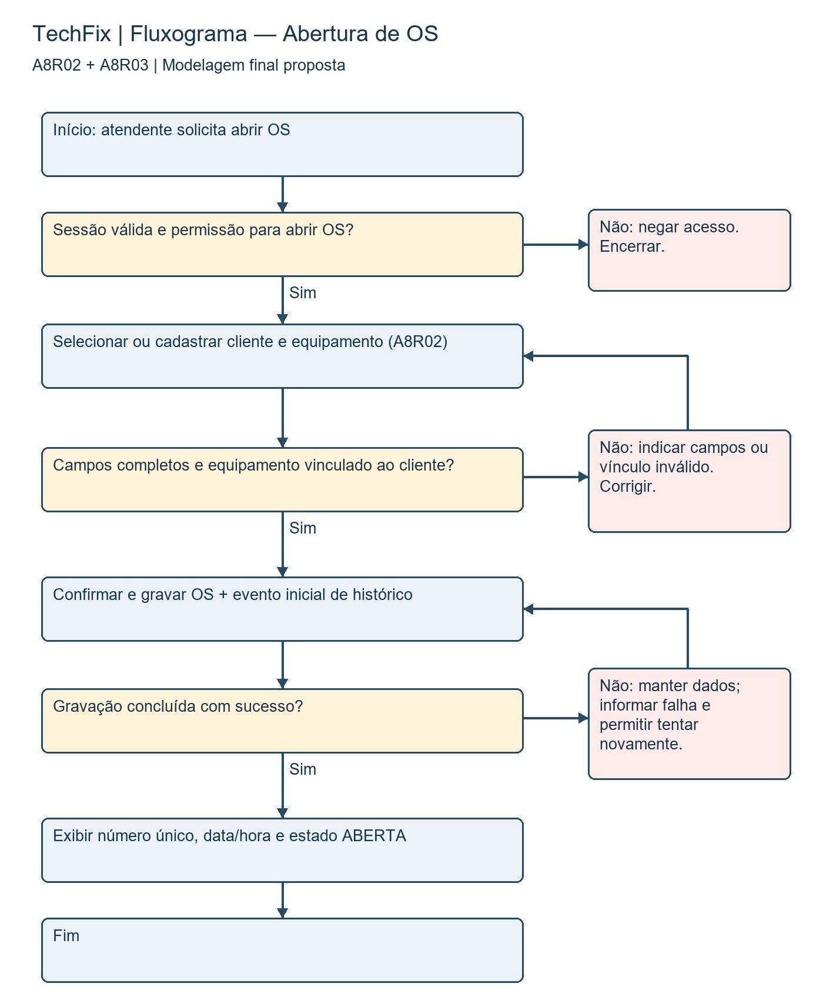 TechFix | Fluxograma — Abertura de OS
A8R02 + A8R03 | Modelagem final proposta
Início: atendente solicita abrir OS
Sessão válida e permissão para abrir OS?
Não: negar acesso.
Encerrar.
Sim
Selecionar ou cadastrar cliente e equipamento (A8R02)
Campos completos e equipamento vinculado ao cliente?
Não: indicar campos ou
vínculo inválido.
Corrigir.
Sim
Confirmar e gravar OS + evento inicial de histórico
Gravação concluída com sucesso?
Não: manter dados;
informar falha e
permitir tentar
novamente.
Sim
Exibir número único, data/hora e estado ABERTA
Fim